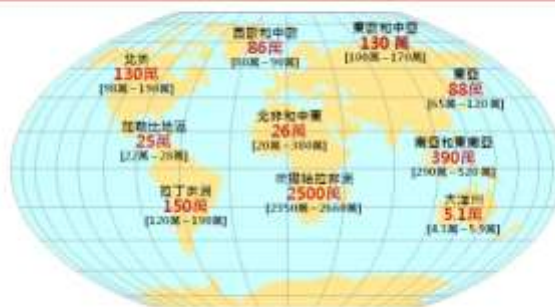 西歐和中歐
86萬
[80萬-90萬]
東歐和中亞
130 萬
[100萬-170萬]
北美
130萬
[90萬-190萬]
東亞
88萬
[65萬-120萬]
加勒比地區
25萬
[22萬-28萬]
北非和中東
26萬
[20萬-380萬]
南亞和東南亞
390萬
[290萬-520萬]
拉丁美洲
150萬
[120萬-190萬]
撒哈拉非洲
2500萬
[2350萬-2660萬]
大洋州
5.1萬
[4.3萬-5.9萬]